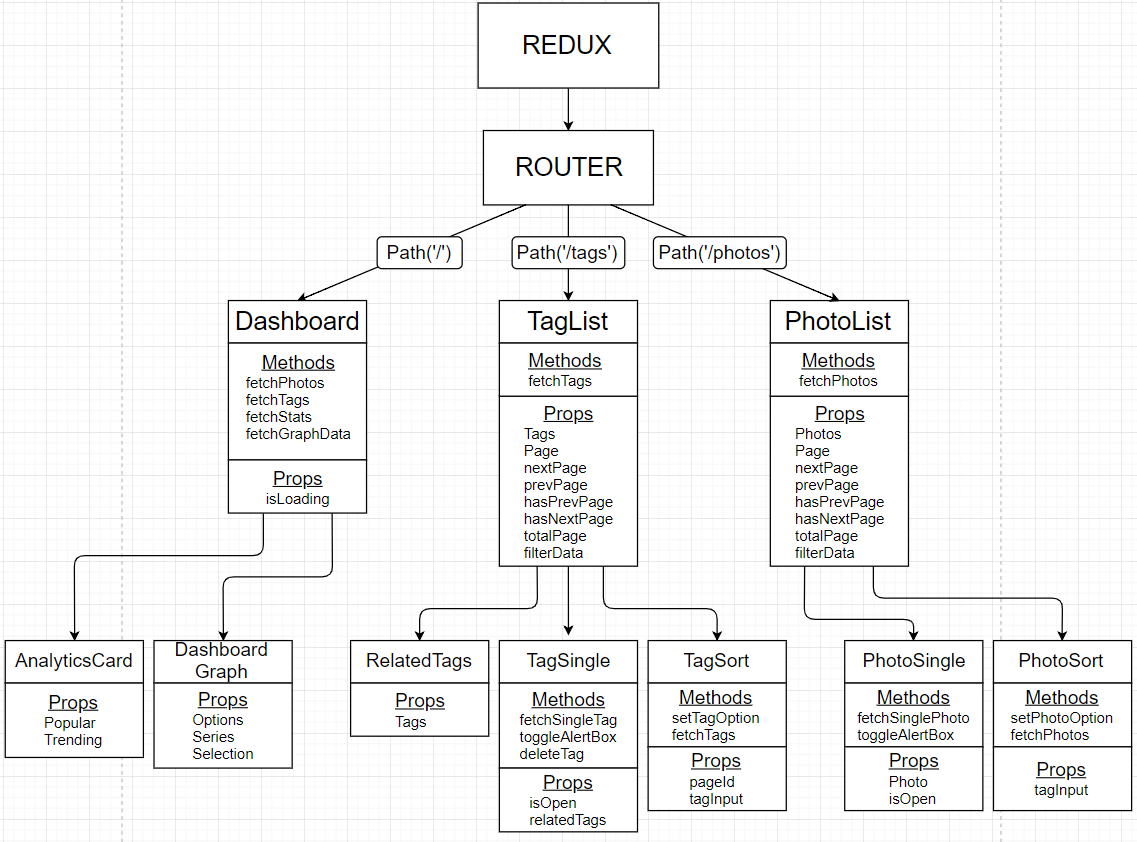 REDUX
ROUTER
Path('/')
Path('/tags')
Path('/photos')
Dashboard
Methods
fetchPhotos
fetchTags
fetchStats
fetchGraphData
Props
isLoading
TagList
Methods
fetchTags
Props
Tags
Page
nextPage
prevPage
hasPrevPage
hasNextPage
totalPage
filterData
PhotoList
Methods
fetchPhotos
Props
Photos
Page
nextPage
prevPage
hasPrevPage
hasNextPage
totalPage
filterData
AnalyticsCard
Props
Popular
Trending
Dashboard
Graph
Props
Options
Series
Selection
RelatedTags
Props
Tags
TagSingle
Methods
fetchSingleTag
toggleAlertBox
deleteTag
Props
isOpen
relatedTags
TagSort
Methods
setTagOption
fetchTags
Props
pageId
tagInput
PhotoSingle
Methods
fetchSinglePhoto
toggleAlertBox
Props
Photo
isOpen
PhotoSort
Methods
setPhotoOption
fetchPhotos
Props
tagInput